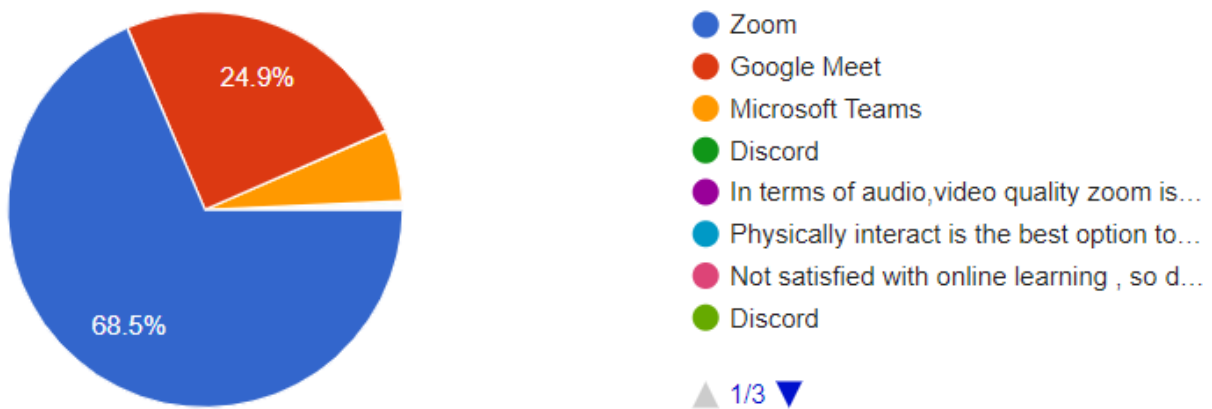 24.9%
68.5%
Zoom
Google Meet
Microsoft Teams
Discord
In terms of audio,video quality zoom is...
Physically interact is the best option to...
Not satisfied with online learning , so d...
Discord
1/3